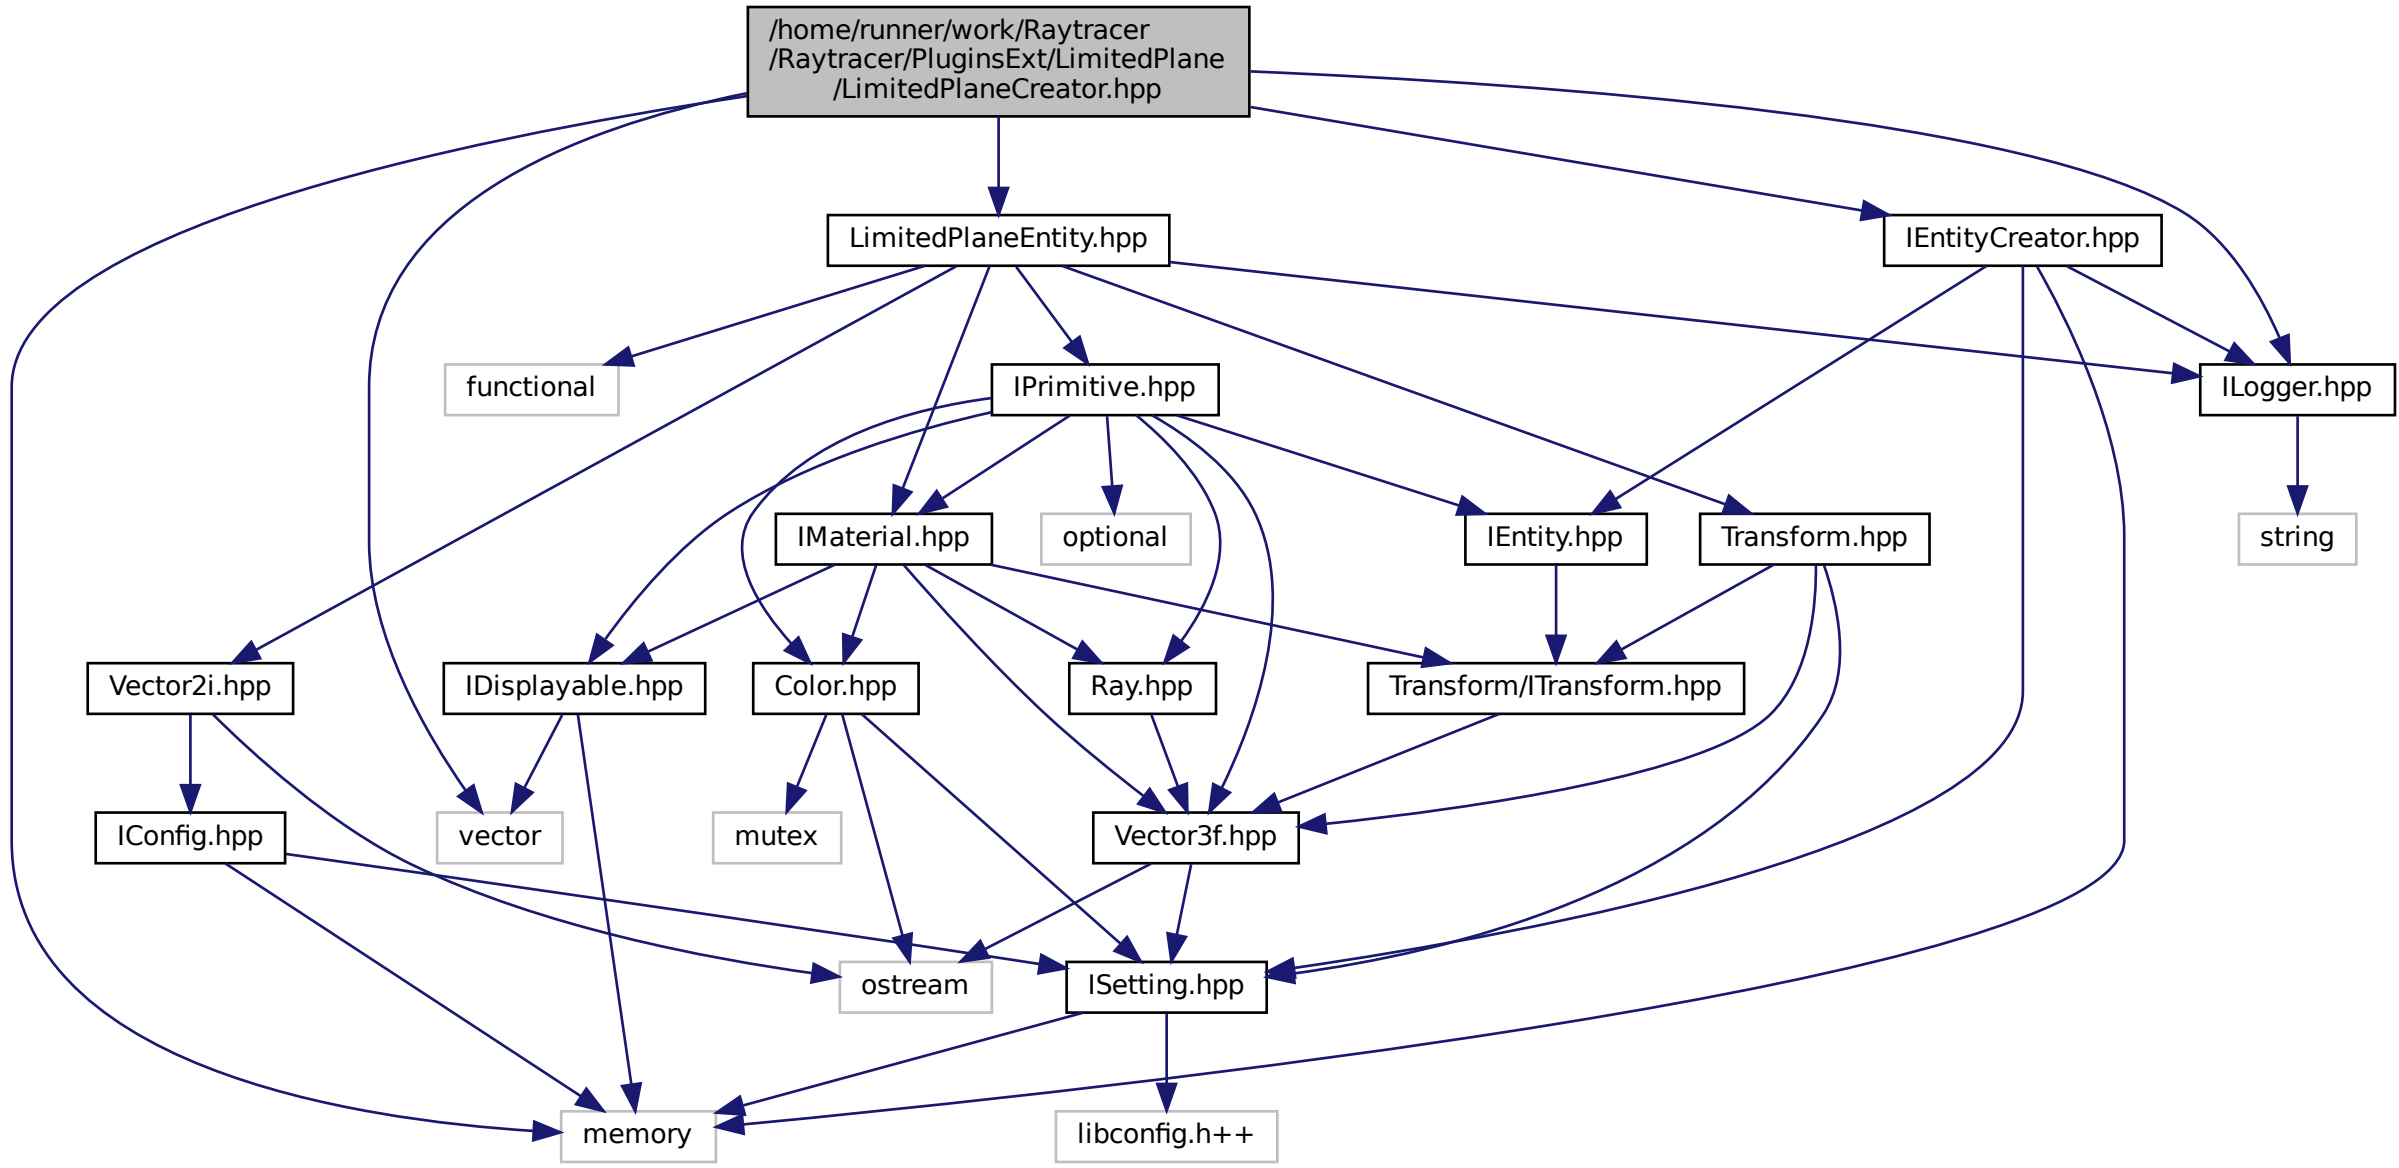 /home/runner/work/Raytracer
/Raytracer/PluginsExt/LimitedPlane
/LimitedPlaneCreator.hpp
LimitedPlaneEntity.hpp
IEntityCreator.hpp
functional
IPrimitive.hpp
ILogger.hpp
IMaterial.hpp
optional
IEntity.hpp
Transform.hpp
string
Vector2i.hpp
IDisplayable.hpp
Color.hpp
Ray.hpp
Transform/ITransform.hpp
IConfig.hpp
vector
mutex
Vector3f.hpp
ostream
ISetting.hpp
memory
libconfig.h++